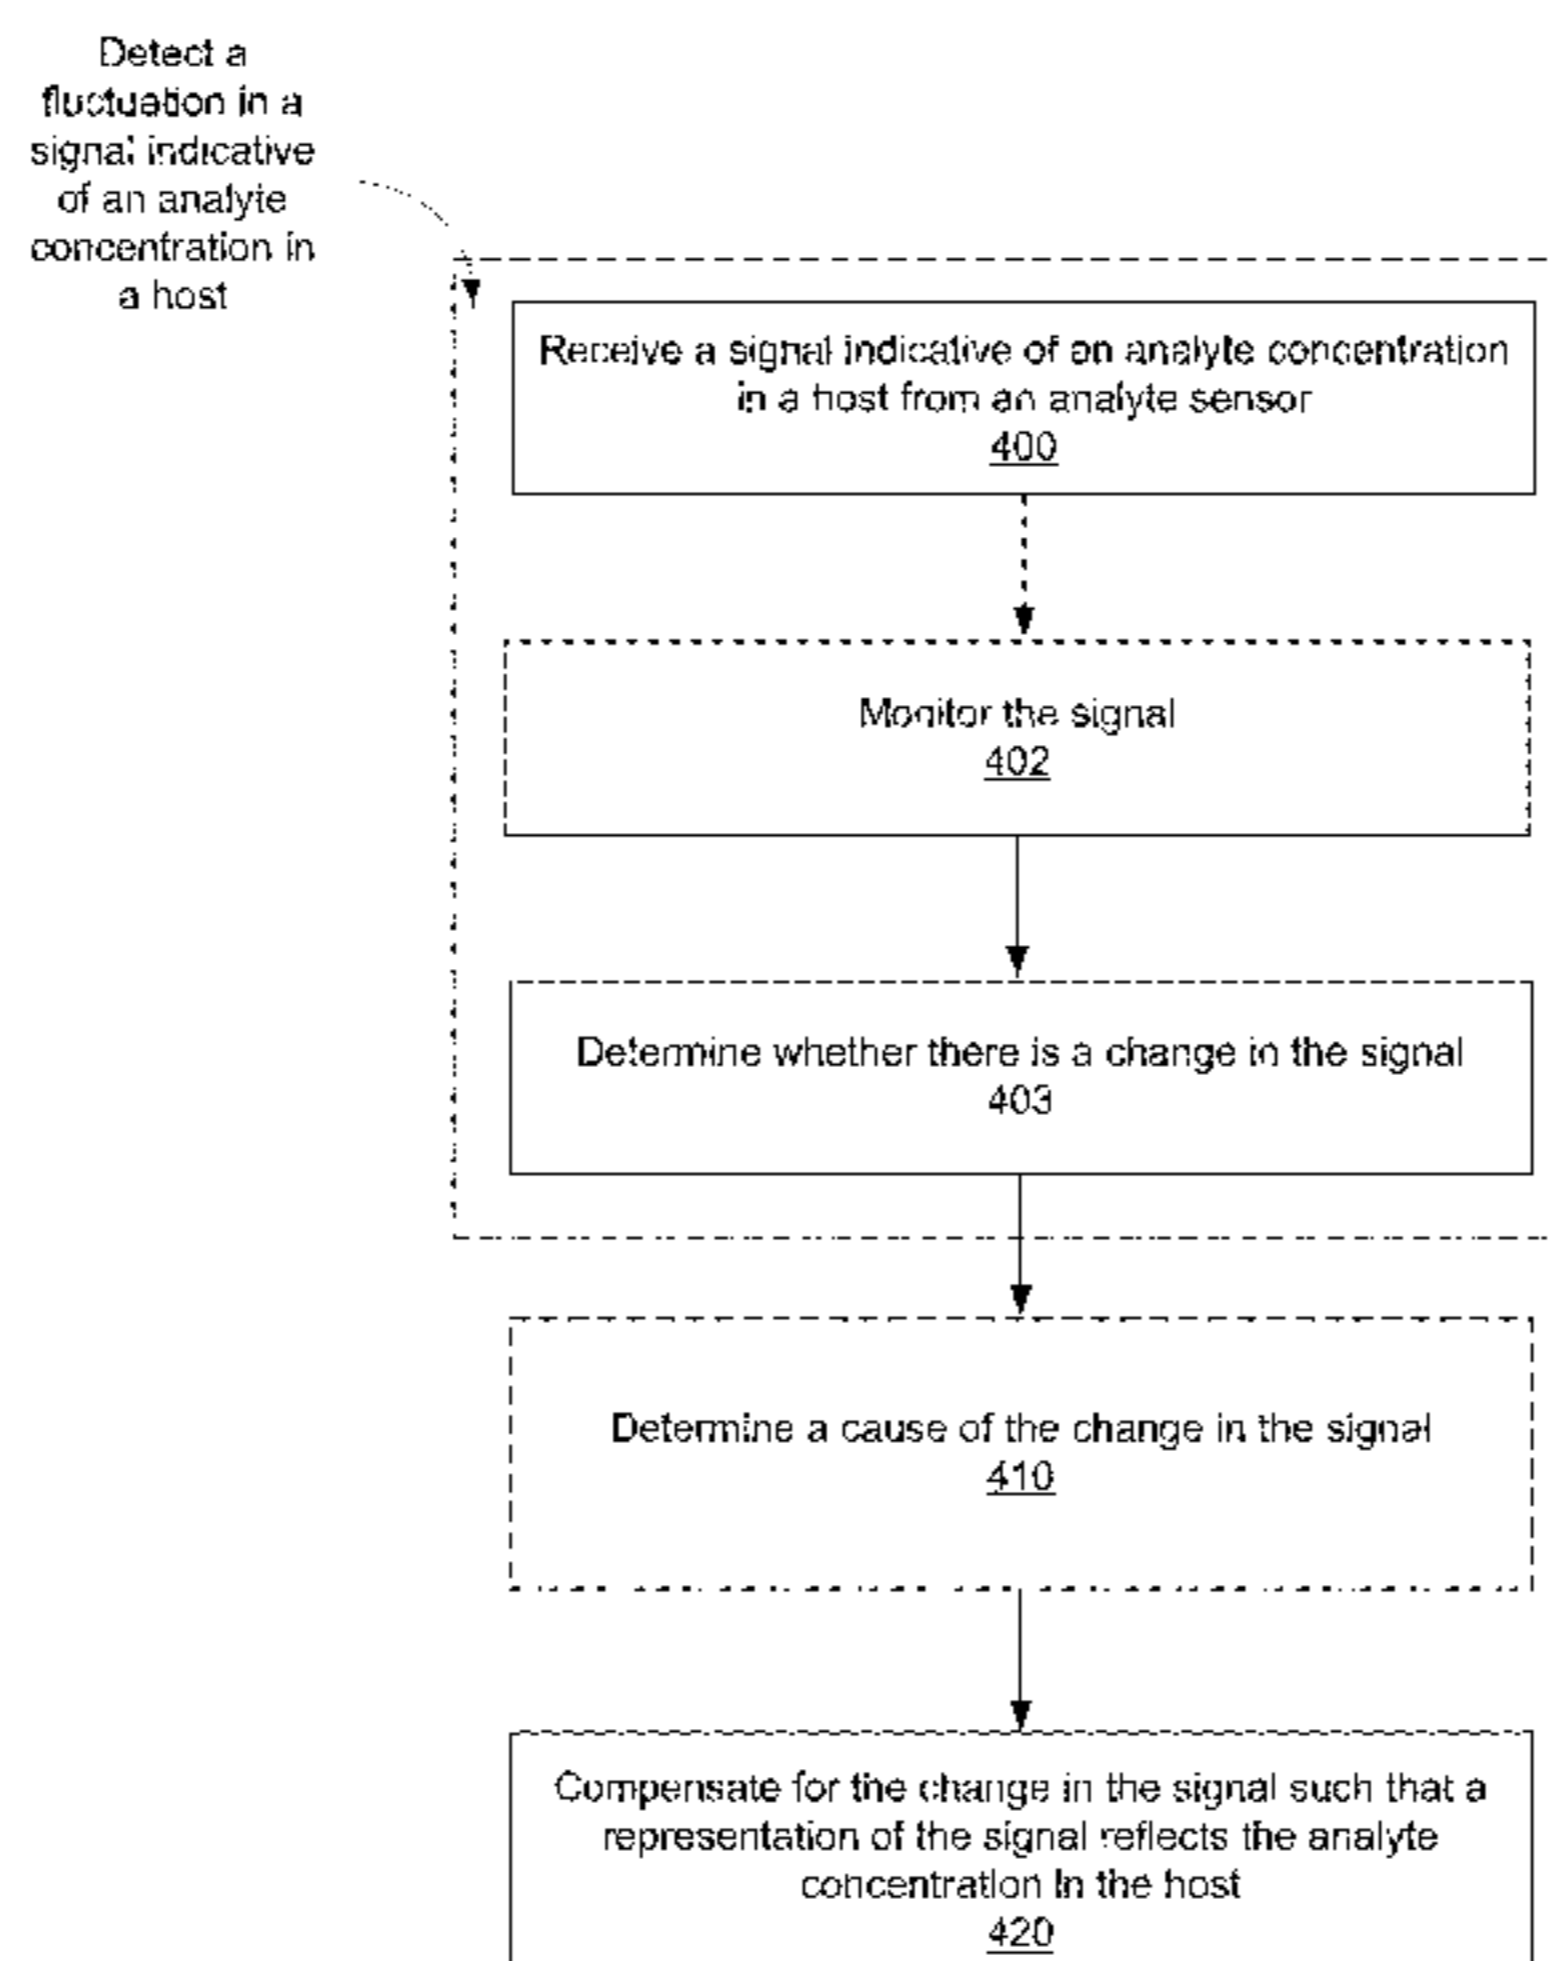 Detect a
fluctuation in a
signal indicative
of an analyte
concentration in
a host
Receive a signal indicative of an analyte concentration
in a host from an analyte sensor
400
Monitor the signal
402
Determine whether there is a change in the signal
403
Determine a cause of the change in the signal
410
Compensate for the change in the signal such that a
representation of the signal reflects the analyte
concentration in the host
420